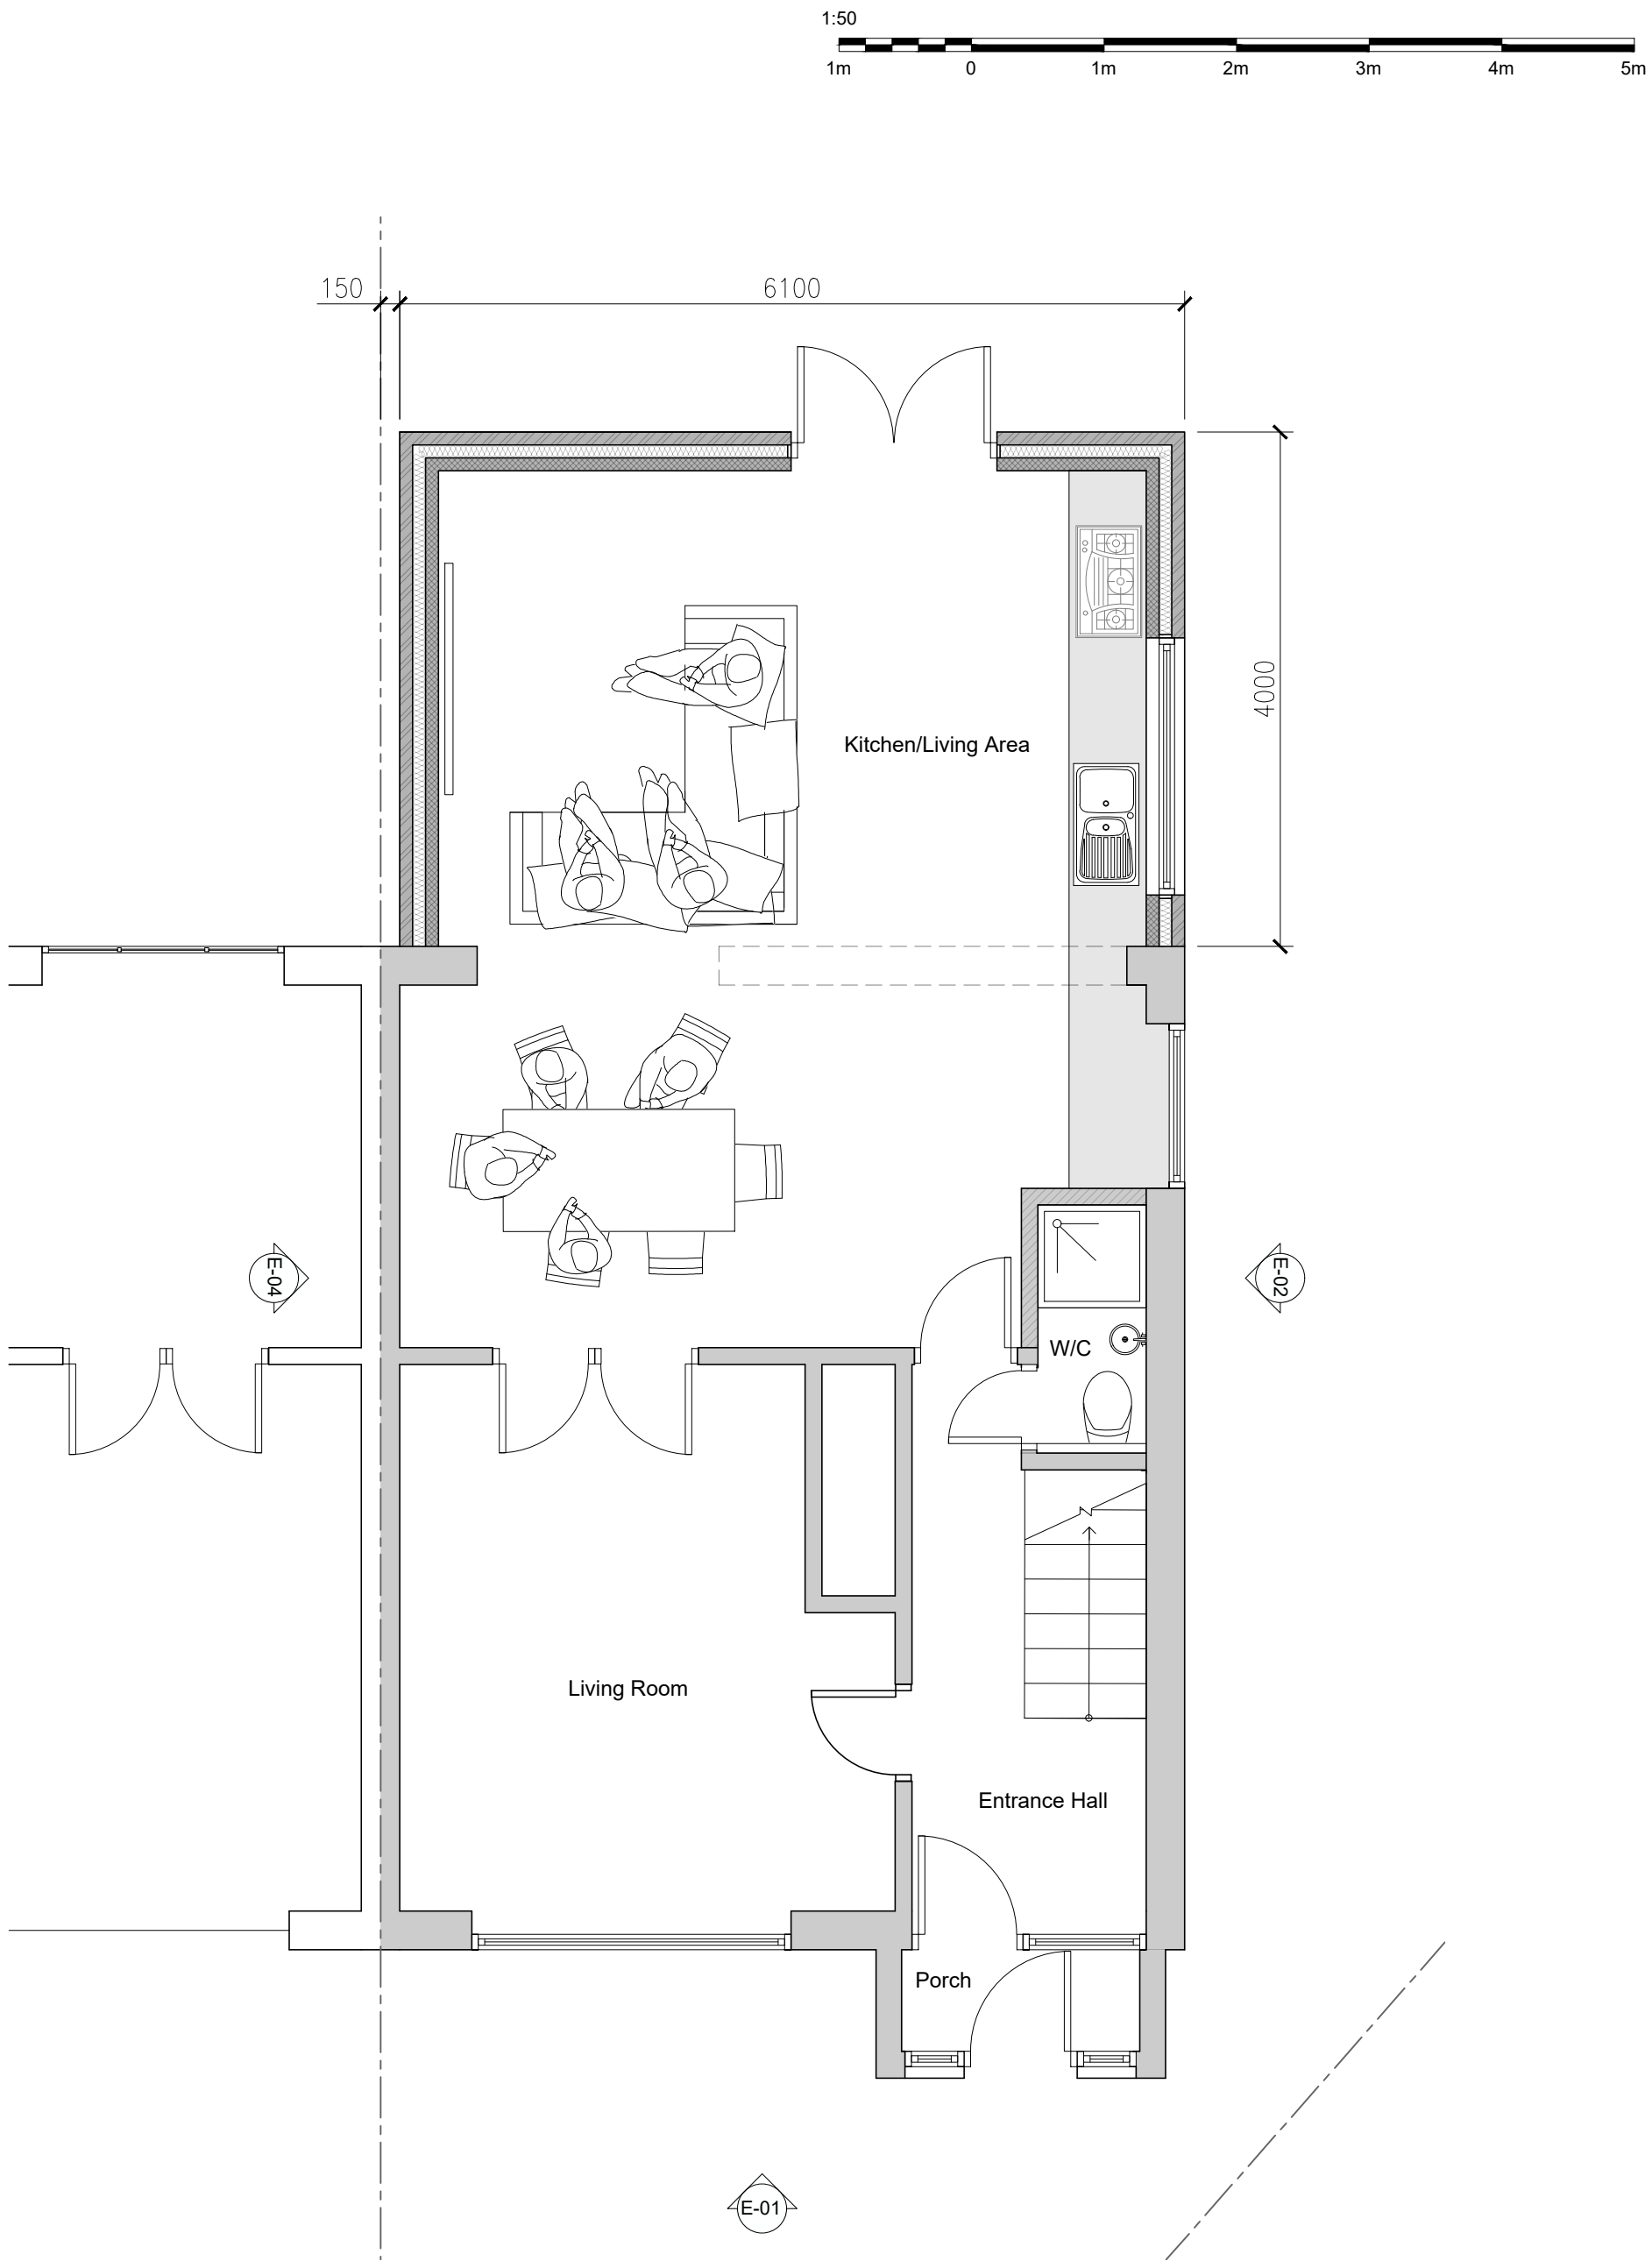 1:50
1m 0 1m 2m 3m 4m 5m
150 6100
Kitchen/Living Area
4000
E-04
E-02
W/C
Living Room
Entrance Hall
Porch
E-01